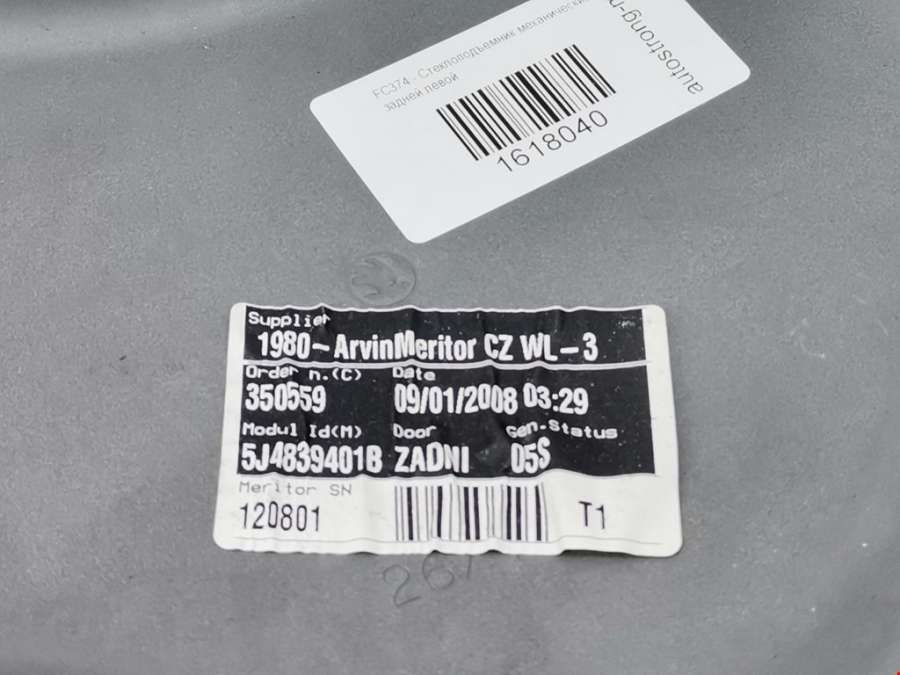 FC374 - Стеклоподъемник механический
задней левой
1618040
Supplier
1980-ArvinMeritor CZ WL-3
Order n.(C) Date
350559 09/01/2008 03:29
Modul Id(M) Door Gen.Status
5J4839401B ZADNI 05S
Meritor SN
120801 T1